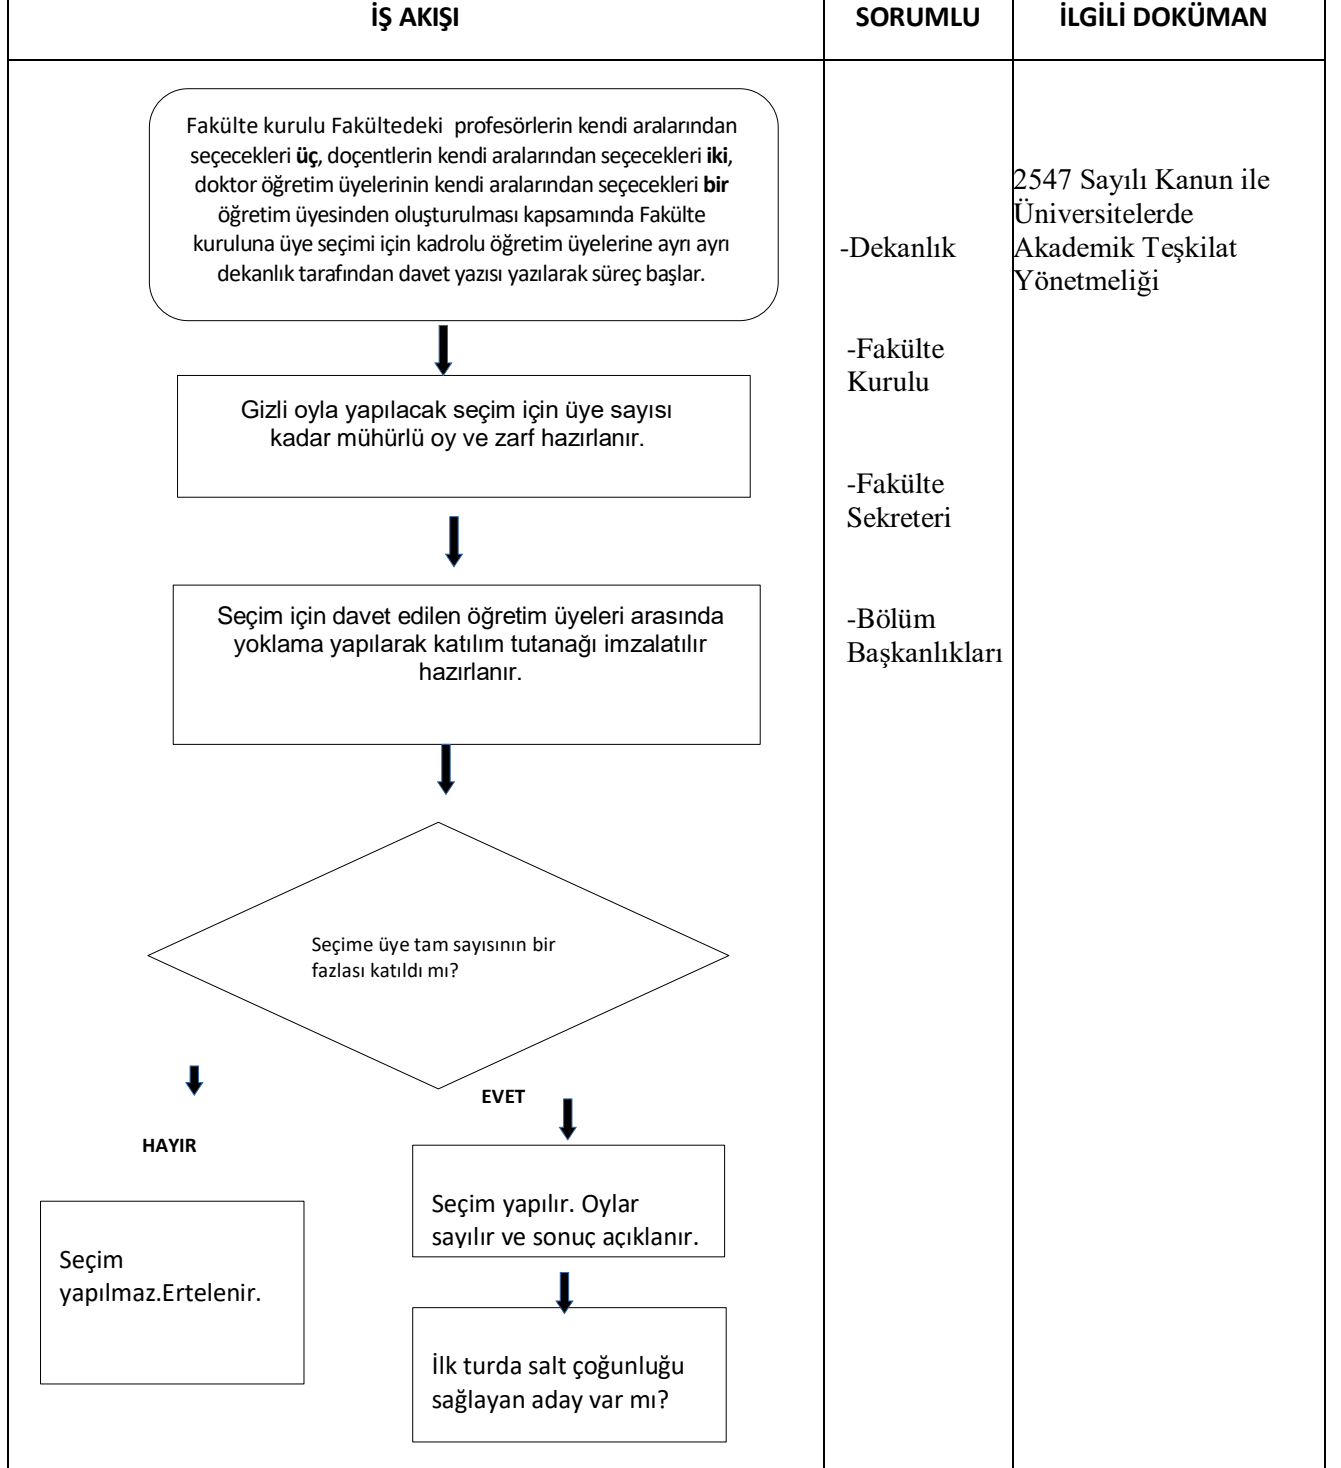 İŞ AKIŞI
SORUMLU
İLGİLİ DOKÜMAN
Fakülte kurulu Fakültedeki profesörlerin kendi aralarından
seçecekleri üç, doçentlerin kendi aralarından seçecekleri iki,
doktor öğretim üyelerinin kendi aralarından seçecekleri bir
öğretim üyesinden oluşturulması kapsamında Fakülte
kuruluna üye seçimi için kadrolu öğretim üyelerine ayrı ayrı
dekanlık tarafından davet yazısı yazılarak süreç başlar.
Gizli oyla yapılacak seçim için üye sayısı
kadar mühürlü oy ve zarf hazırlanır.
Seçim için davet edilen öğretim üyeleri arasında
yoklama yapılarak katılım tutanağı imzalatılır
hazırlanır.
Seçime üye tam sayısının bir
fazlası katıldı mı?
EVET
HAYIR
Seçim yapılır. Oylar
sayılır ve sonuç açıklanır.
Seçim
yapılmaz.Ertelenir.
İlk turda salt çoğunluğu
sağlayan aday var mı?
-Dekanlık
-Fakülte
Kurulu
-Fakülte
Sekreteri
-Bölüm
Başkanlıkları
2547 Sayılı Kanun ile
Üniversitelerde
Akademik Teşkilat
Yönetmeliği